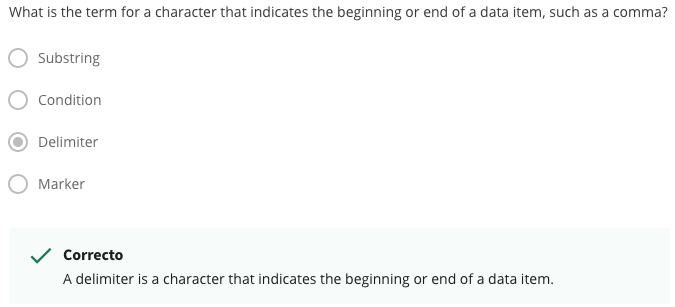 What is the term for a character that indicates the beginning or end of a data item, such as a comma?
Substring
Condition
Delimiter
Marker
Correcto
A delimiter is a character that indicates the beginning or end of a data item.